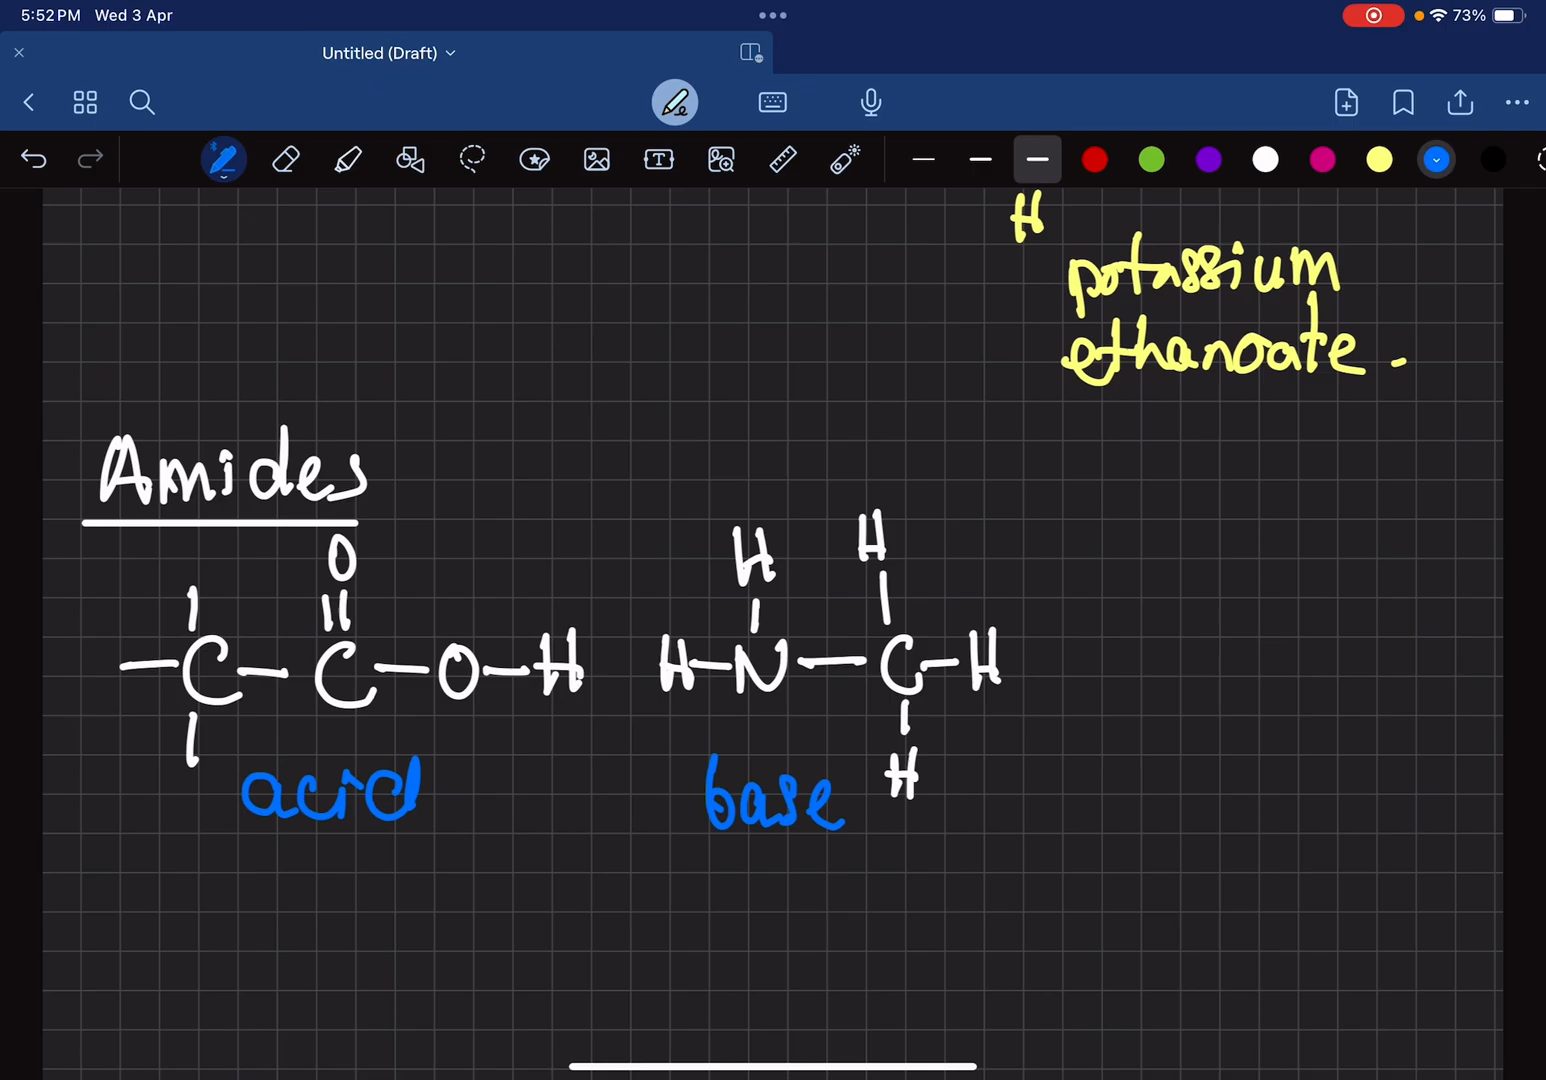 5:52 PM Wed 3 Apr
73%
Untitled (Draft)
T
H
potassium
ethanoate .
Amides
O
H H
C C O H H N C H
H
acid base